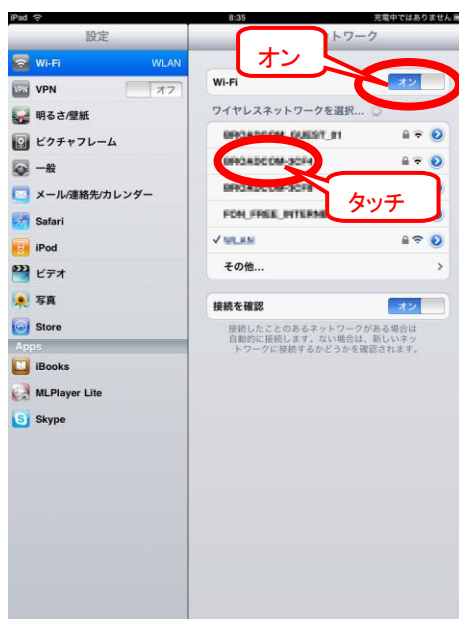 iPad 8:35 充電中ではありません
設定
トワーク
オン
Wi-Fi WLAN
VPN オフ
明るさ/壁紙
ピクチャフレーム
一般
メール/連絡先/カレンダー
Safari
iPod
ビデオ
写真
Store
Apps
iBooks
MLPlayer Lite
Skype
Wi-Fi オン
ワイヤレスネットワークを選択...
タッチ
✓ WLAN
その他...
接続を確認 オン
接続したことのあるネットワークがある場合は
自動的に接続します。ない場合は、新しいネッ
トワークに接続するかどうかを確認されます。